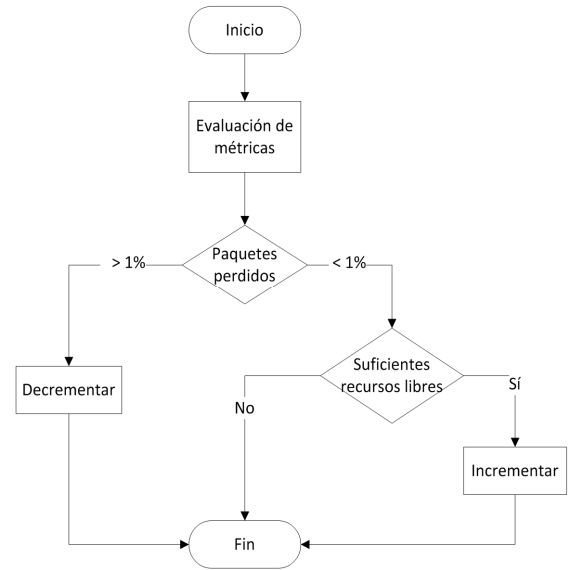 Inicio
Evaluación de
métricas
Paquetes
perdidos
> 1%
< 1%
Suficientes
recursos libres
Decrementar
No
Sí
Incrementar
Fin